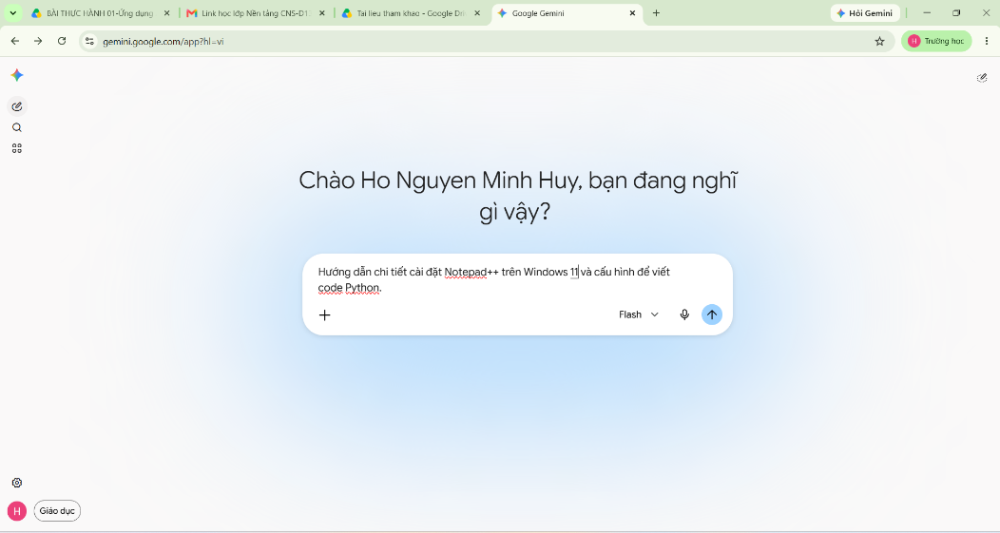 BÀI THỰC HÀNH 01-Ứng dụng
Link học lớp Nền tảng CNS-D1
Tai lieu tham khao - Google Dri
Google Gemini
Hỏi Gemini
gemini.google.com/app?hl=vi
H Trường học
Chào Ho Nguyen Minh Huy, bạn đang nghĩ
gì vậy?
Hướng dẫn chi tiết cài đặt Notepad++ trên Windows 11 và cấu hình để viết
code Python.
Flash
H Giáo dục